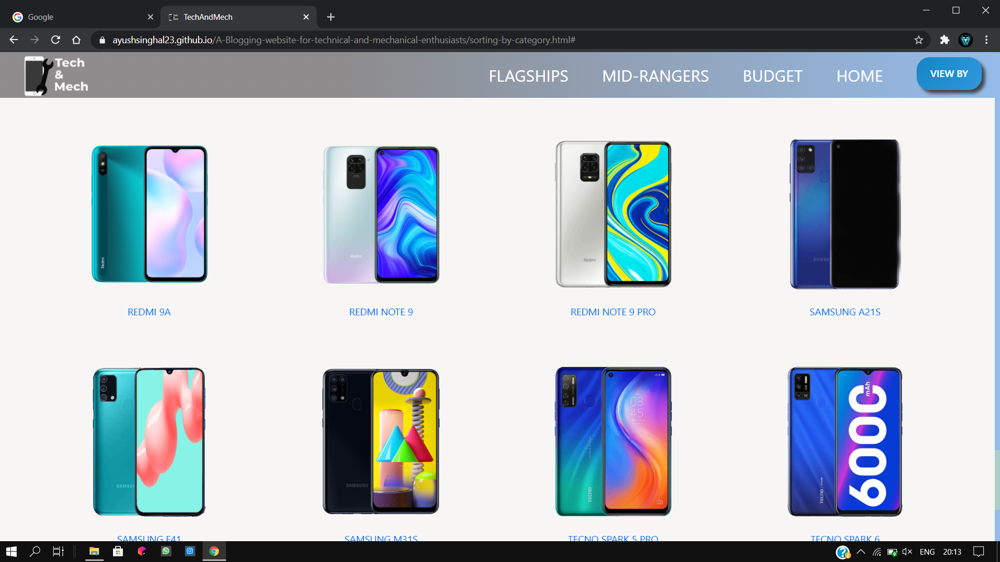 Google
TechAndMech
ayushsinghal23.github.io/A-Blogging-website-for-technical-and-mechanical-enthusiasts/sorting-by-category.html#
Tech
&
Mech
FLAGSHIPS MID-RANGERS BUDGET HOME VIEW BY
Redmi
Redmi
Redmi
SAMSU
REDMI 9A
REDMI NOTE 9
REDMI NOTE 9 PRO
SAMSUNG A21S
SAMSU
SAMSUNG
08
45
TECNO
SPARK
TECNO
6000
mAh
SAMSUNG F41
SAMSUNG M31S
TECNO SPARK 5 PRO
TECNO SPARK 6
ENG 20:13